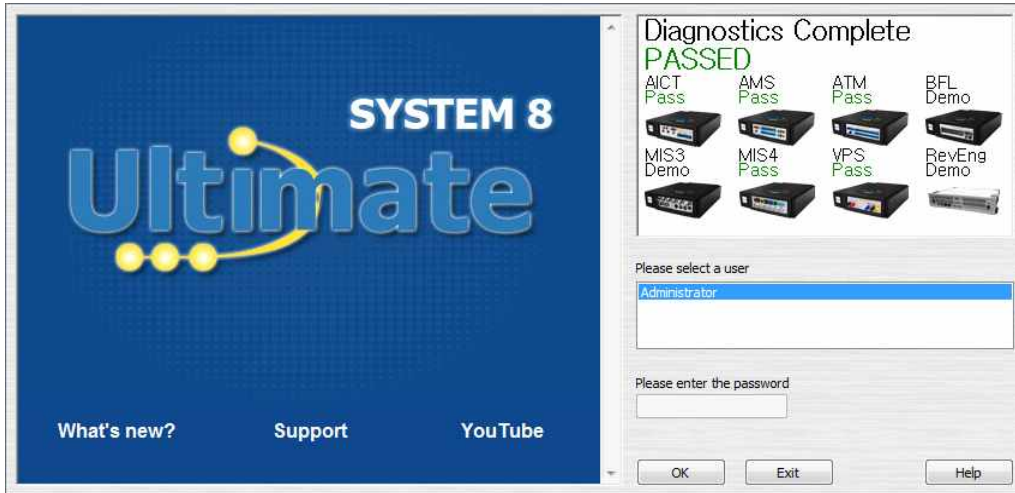 SYSTEM 8
Ultimate
What's new? Support YouTube
Diagnostics Complete
PASSED
AICT AMS ATM BFL
Pass Pass Pass Demo
MIS3 MIS4 VPS RevEng
Demo Pass Pass Demo
Please select a user
Administrator
Please enter the password
OK Exit Help